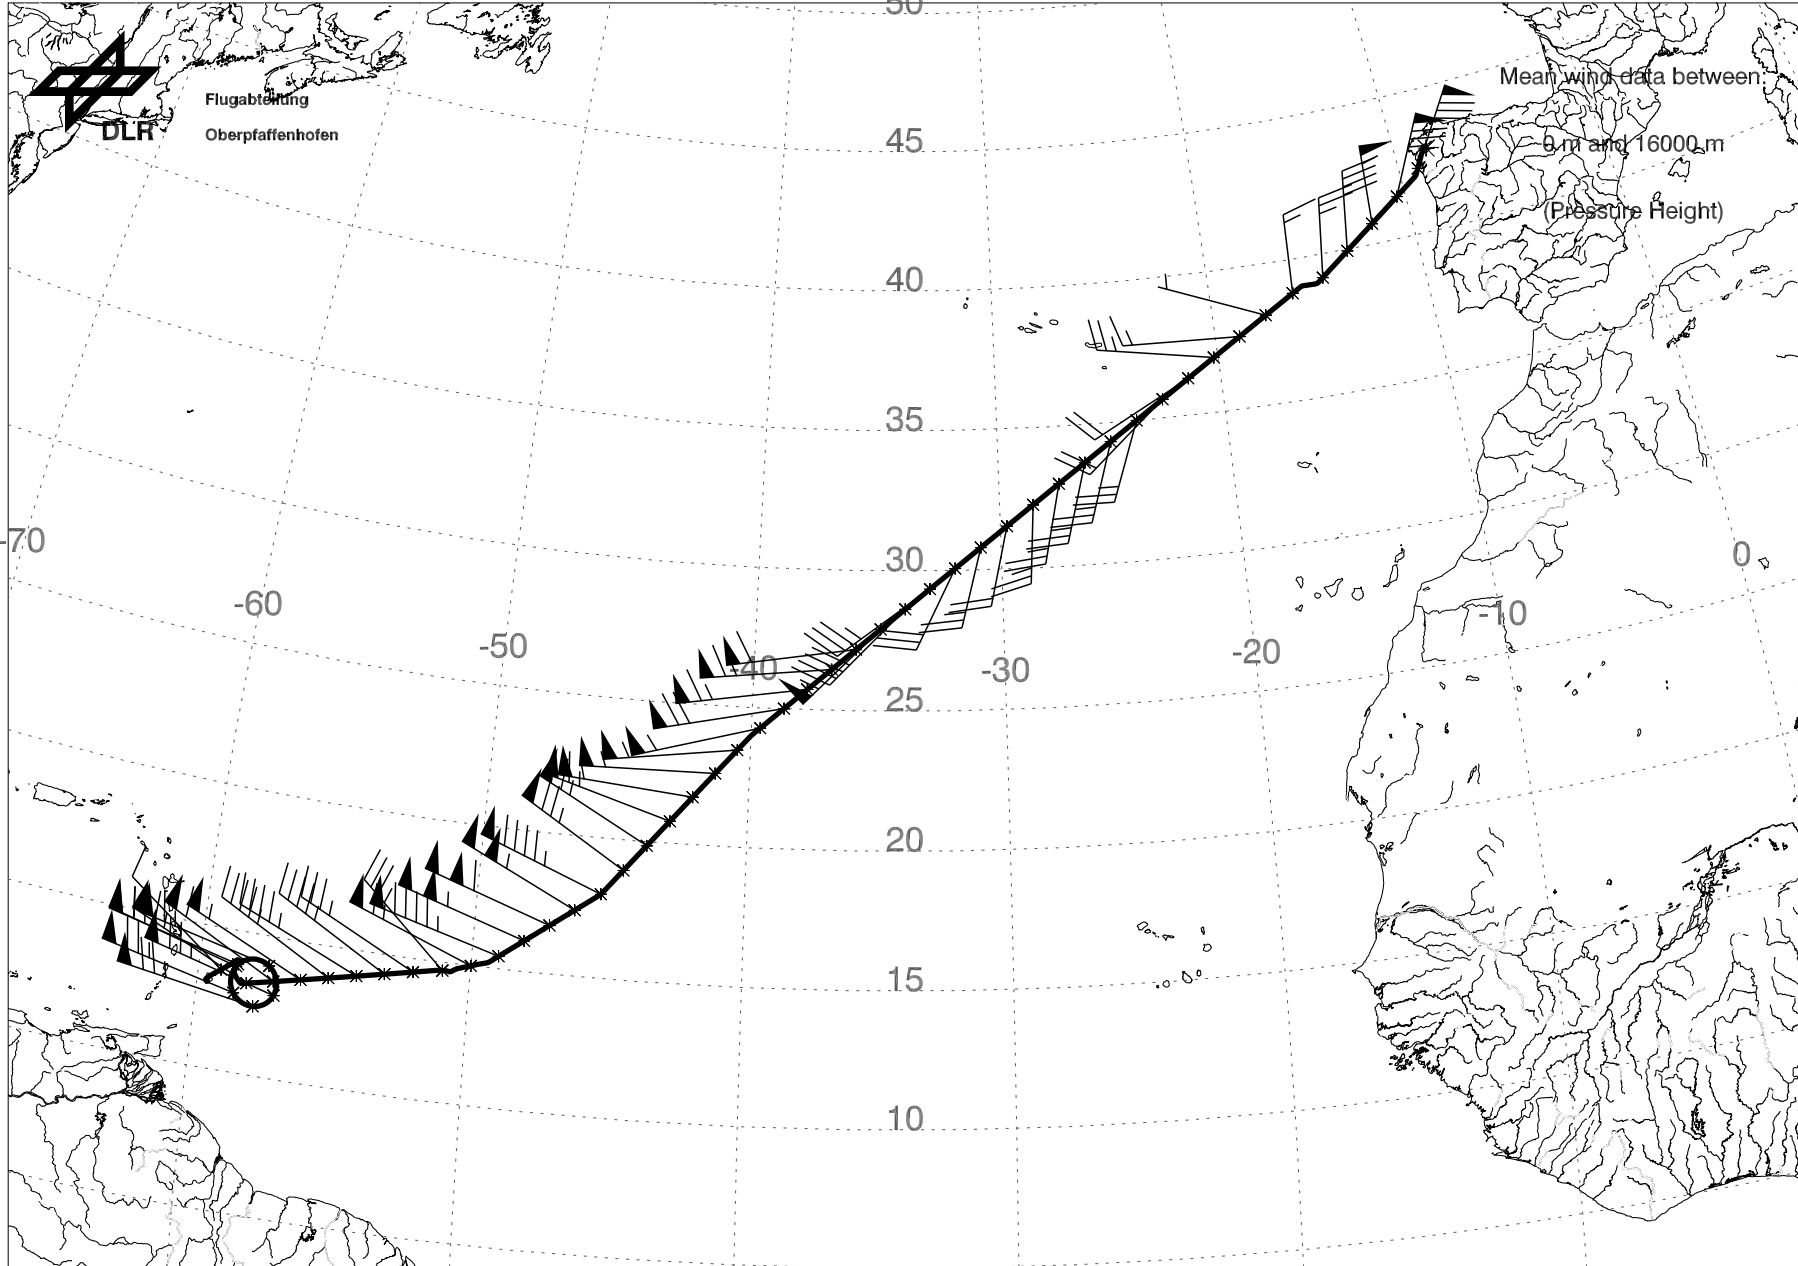 50
Mean wind data between:
Flugabteilung
DLR
Oberpfaffenhofen
45
0 m and 16000 m
(Pressure Height)
40
35
-70
30
0
-60
-10
-50
-40
-30
-20
25
20
15
10